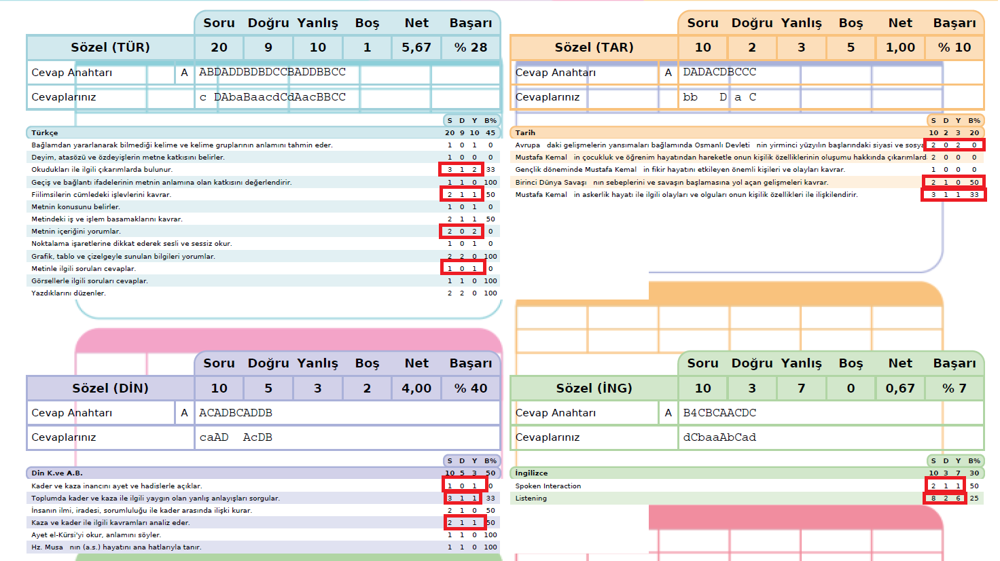 Soru Doğru Yanlış Boş Net Başarı
Sözel (TÜR) 20 9 10 1 5,67 % 28
Cevap Anahtarı A ABDADDBDBDCCBADDBBCC
Cevaplarınız c DAbaBaacdCdAacBBCC
S D Y B%
Türkçe 20 9 10 45
Bağlamdan yararlanarak bilmediği kelime ve kelime gruplarının anlamını tahmin eder. 1 0 1 0
Deyim, atasözü ve özdeyişlerin metne katkısını belirler. 1 0 0 0
Okudukları ile ilgili çıkarımlarda bulunur. 3 1 2 33
Geçiş ve bağlantı ifadelerinin metnin anlamına olan katkısını değerlendirir. 1 1 0 100
Fiilimsilerin cümledeki işlevlerini kavrar. 2 1 1 50
Metnin konusunu belirler. 1 0 1 0
Metindeki iş ve işlem basamaklarını kavrar. 2 1 1 50
Metnin içeriğini yorumlar. 2 0 2 0
Noktalama işaretlerine dikkat ederek sesli ve sessiz okur. 1 0 1 0
Grafik, tablo ve çizelgeyle sunulan bilgileri yorumlar. 2 2 0 100
Metinle ilgili soruları cevaplar. 1 0 1 0
Görsellerle ilgili soruları cevaplar. 1 1 0 100
Yazdıklarını düzenler. 2 2 0 100
Soru Doğru Yanlış Boş Net Başarı
Sözel (TAR) 10 2 3 5 1,00 % 10
Cevap Anahtarı A DADACDBCCC
Cevaplarınız bb   D a C
S D Y B%
Tarih 10 2 3 20
Avrupa daki gelişmelerin yansımaları bağlamında Osmanlı Devleti nin yirminci yüzyılın başlarındaki siyasi ve sosya 2 0 2 0
Mustafa Kemal in çocukluk ve öğrenim hayatından hareketle onun kişilik özelliklerinin oluşumu hakkında çıkarımlard 2 0 0 0
Gençlik döneminde Mustafa Kemal in fikir hayatını etkileyen önemli kişileri ve olayları kavrar. 1 0 0 0
Birinci Dünya Savaşı nın sebeplerini ve savaşın başlamasına yol açan gelişmeleri kavrar. 2 1 0 50
Mustafa Kemal in askerlik hayatı ile ilgili olayları ve olguları onun kişilik özellikleri ile ilişkilendirir. 3 1 1 33
Soru Doğru Yanlış Boş Net Başarı
Sözel (DİN) 10 5 3 2 4,00 % 40
Cevap Anahtarı A ACADBCADDB
Cevaplarınız caAD  AcDB
S D Y B%
Din K.ve A.B. 10 5 3 50
Kader ve kaza inancını ayet ve hadislerle açıklar. 1 0 1 0
Toplumda kader ve kaza ile ilgili yaygın olan yanlış anlayışları sorgular. 3 1 1 33
İnsanın ilmi, iradesi, sorumluluğu ile kader arasında ilişki kurar. 2 1 0 50
Kaza ve kader ile ilgili kavramları analiz eder. 2 1 1 50
Ayet el-Kürsi'yi okur, anlamını söyler. 1 1 0 100
Hz. Musa nın (a.s.) hayatını ana hatlarıyla tanır. 1 1 0 100
Soru Doğru Yanlış Boş Net Başarı
Sözel (İNG) 10 3 7 0 0,67 % 7
Cevap Anahtarı A B4CBCAACDC
Cevaplarınız dCbaaAbCad
S D Y B%
İngilizce 10 3 7 30
Spoken Interaction 2 1 1 50
Listening 8 2 6 25